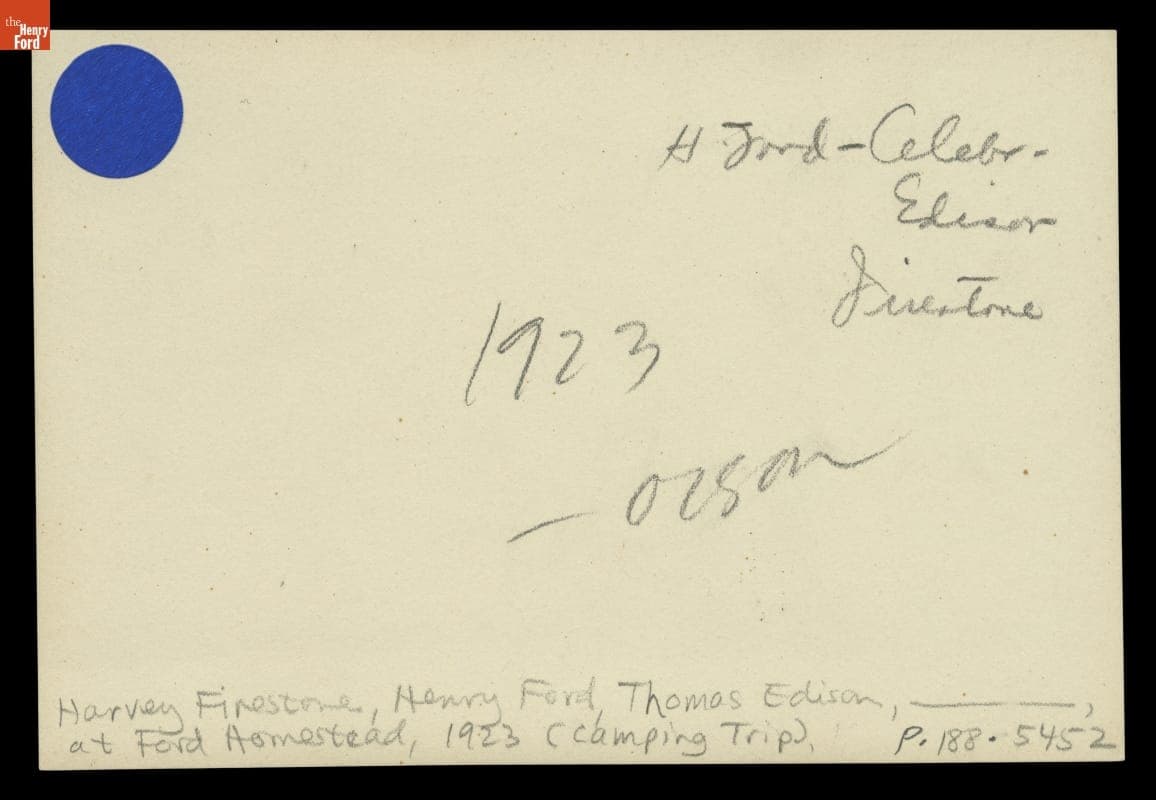 the
Henry
Ford
H Ford - Celebr.
Edison
Firestone
1923
— Olson
Harvey Firestone, Henry Ford, Thomas Edison, ———,
at Ford Homestead, 1923 (Camping Trip).
P.188.5452